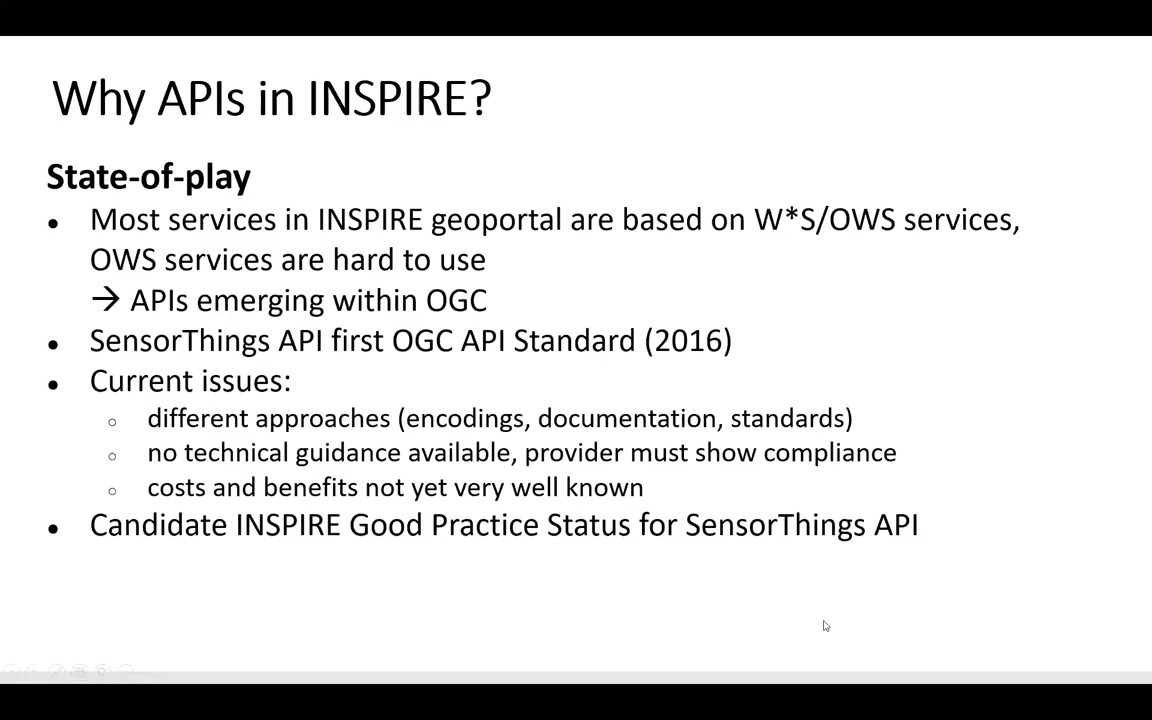 Why APIs in INSPIRE?
State-of-play
● Most services in INSPIRE geoportal are based on W*S/OWS services,
OWS services are hard to use
→ APIs emerging within OGC
● SensorThings API first OGC API Standard (2016)
● Current issues:
○ different approaches (encodings, documentation, standards)
○ no technical guidance available, provider must show compliance
○ costs and benefits not yet very well known
● Candidate INSPIRE Good Practice Status for SensorThings API